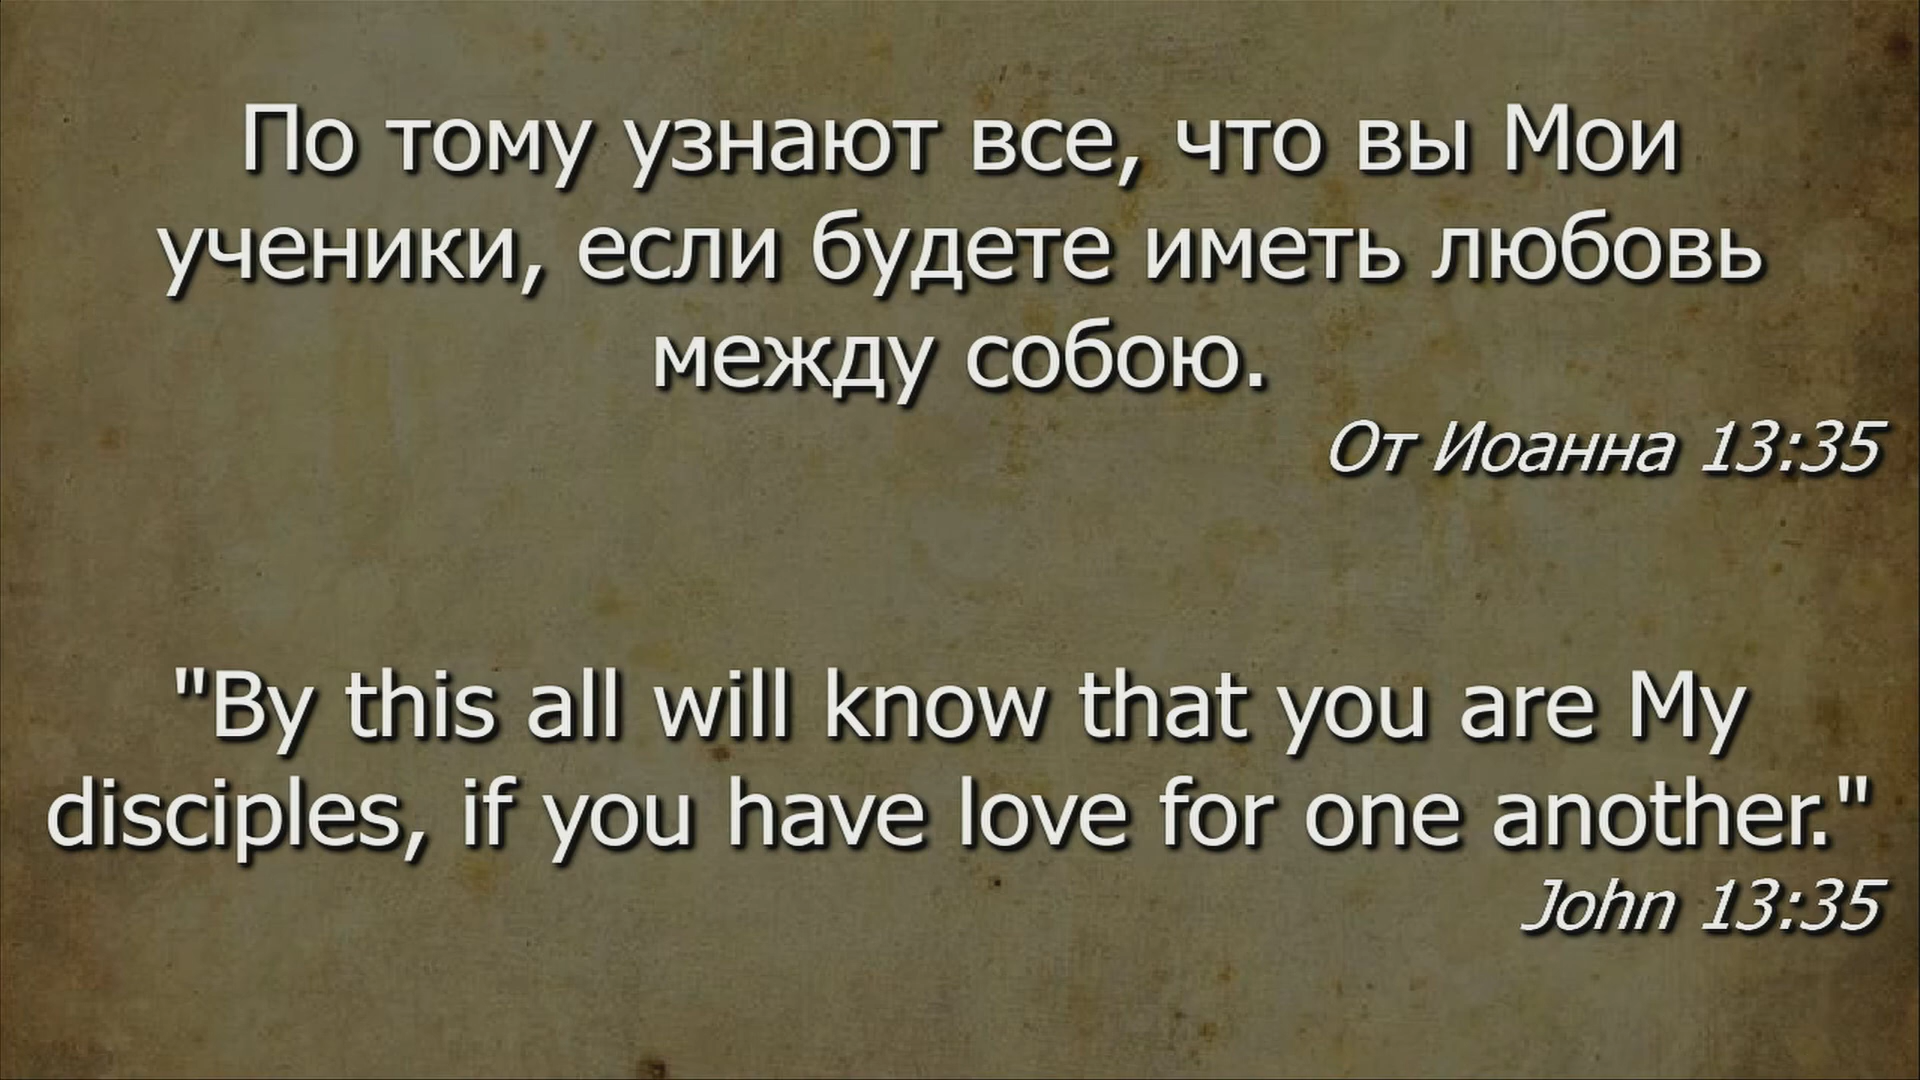 По тому узнают все, что вы Мои
ученики, если будете иметь любовь
между собою.
От Иоанна 13:35
"By this all will know that you are My
disciples, if you have love for one another."
John 13:35